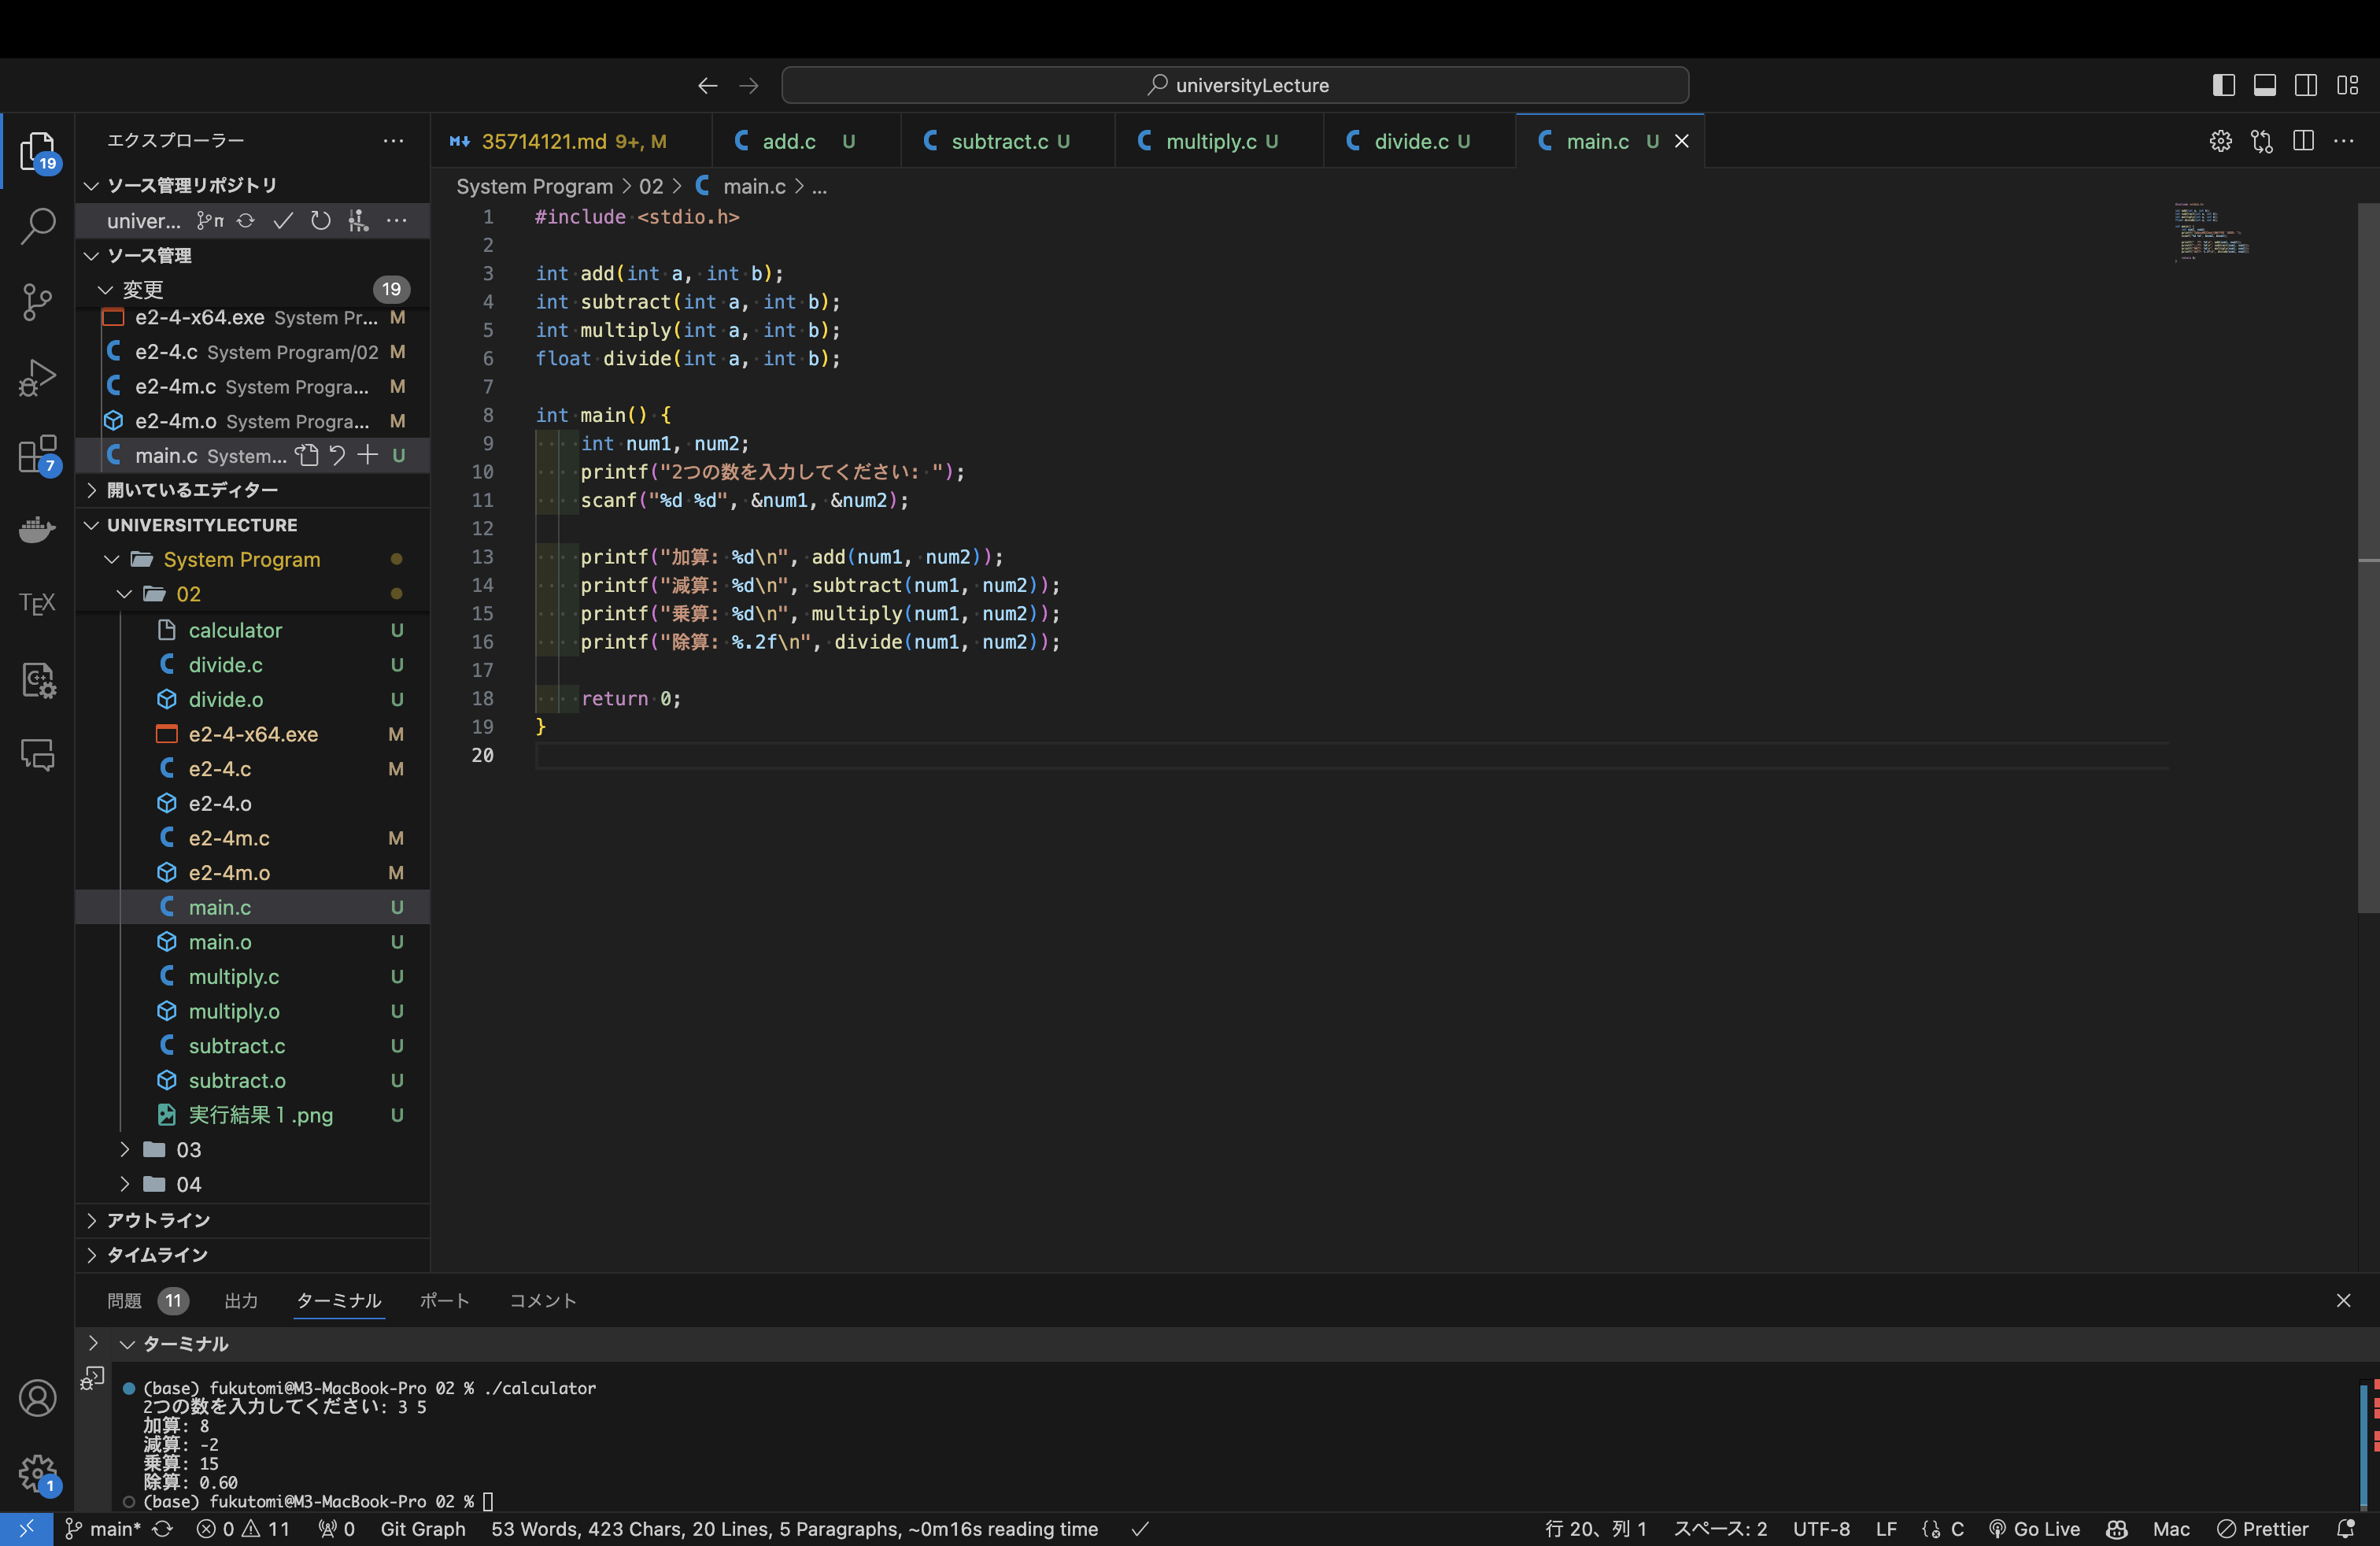 universityLecture
エクスプローラー
35714121.md 9+, M
add.c U
subtract.c U
multiply.c U
divide.c U
main.c U
19
ソース管理リポジトリ
univer...
ソース管理
変更 19
e2-4-x64.exe System Pr... M
e2-4.c System Program/02 M
e2-4m.c System Progra... M
e2-4m.o System Progra... M
main.c System... U
開いているエディター
7
UNIVERSITYLECTURE
System Program
02
TEX
calculator U
divide.c U
divide.o U
e2-4-x64.exe M
e2-4.c M
e2-4.o
e2-4m.c M
e2-4m.o M
main.c U
main.o U
multiply.c U
multiply.o U
subtract.c U
subtract.o U
実行結果1.png U
03
04
アウトライン
タイムライン
System Program > 02 > main.c > ...
1 #include <stdio.h>
2
3 int add(int a, int b);
4 int subtract(int a, int b);
5 int multiply(int a, int b);
6 float divide(int a, int b);
7
8 int main() {
9 int num1, num2;
10 printf("2つの数を入力してください: ");
11 scanf("%d %d", &num1, &num2);
12
13 printf("加算: %d\n", add(num1, num2));
14 printf("減算: %d\n", subtract(num1, num2));
15 printf("乗算: %d\n", multiply(num1, num2));
16 printf("除算: %.2f\n", divide(num1, num2));
17
18 return 0;
19 }
20
問題 11 出力 ターミナル ポート コメント
ターミナル
(base) fukutomi@M3-MacBook-Pro 02 % ./calculator
2つの数を入力してください: 3 5
加算: 8
減算: -2
乗算: 15
除算: 0.60
(base) fukutomi@M3-MacBook-Pro 02 %
1
main* 0 11 0 Git Graph 53 Words, 423 Chars, 20 Lines, 5 Paragraphs, ~0m16s reading time
行 20、列 1 スペース: 2 UTF-8 LF C Go Live Mac Prettier